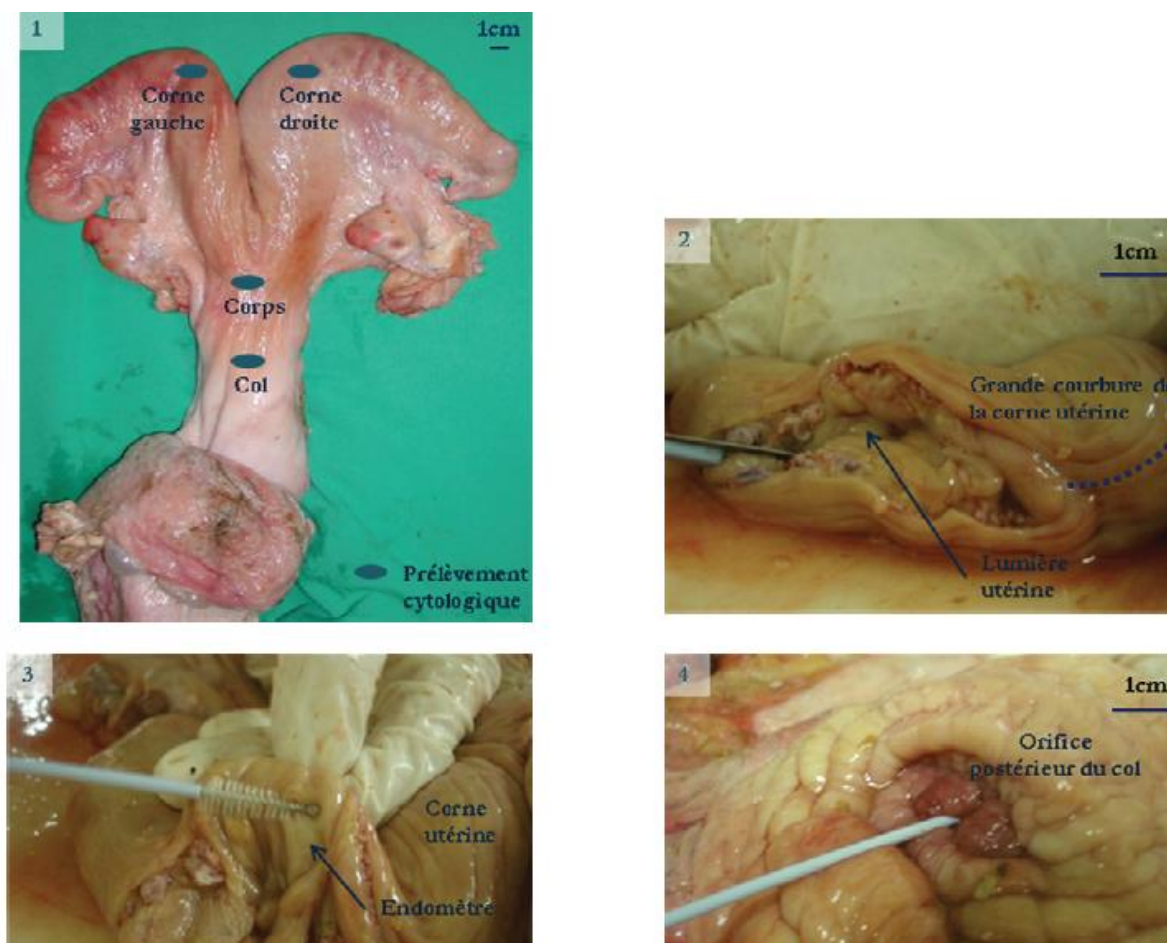 1
1cm
Corne
gauche
Corne
droite
Corps
Col
Prélèvement
cytologique
2
1cm
Grande courbure de
la corne utérine
Lumière
utérine
3
Corne
utérine
Endomètre
4
1cm
Orifice
postérieur du col